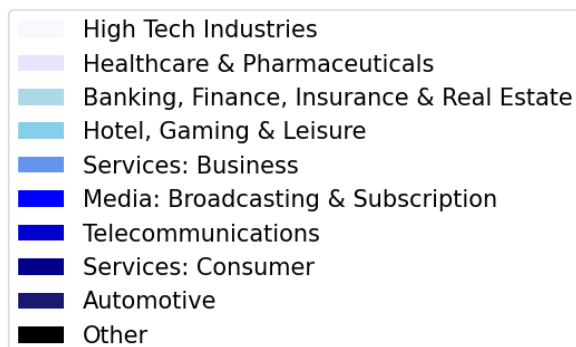 High Tech Industries
Healthcare & Pharmaceuticals
Banking, Finance, Insurance & Real Estate
Hotel, Gaming & Leisure
Services: Business
Media: Broadcasting & Subscription
Telecommunications
Services: Consumer
Automotive
Other